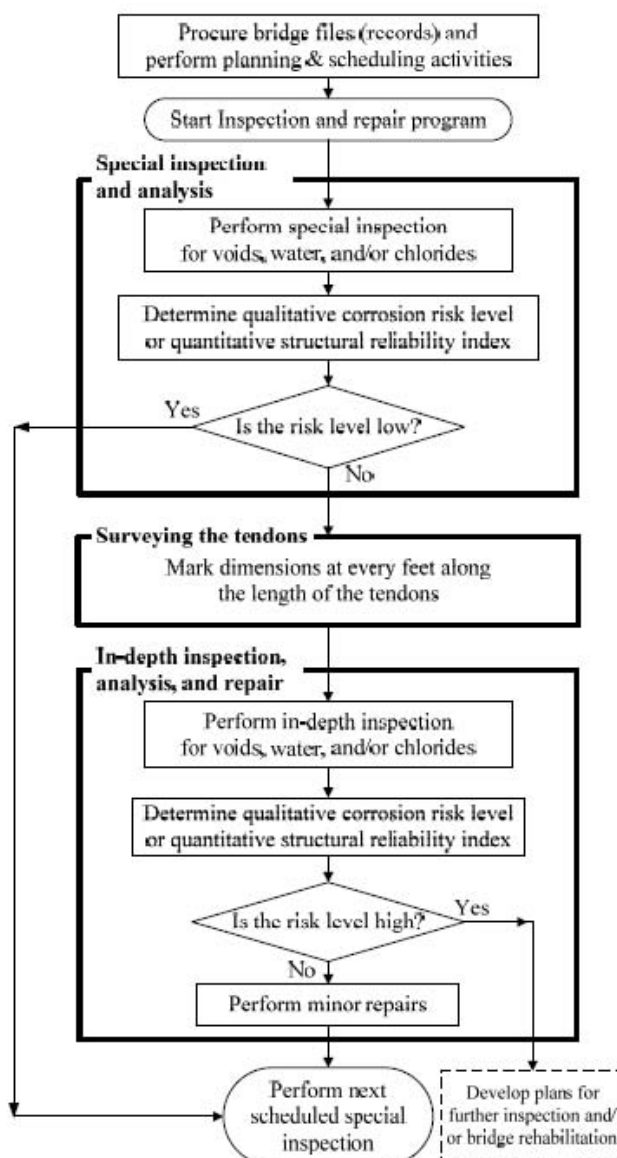 Procure bridge files (records) and
perform planning & scheduling activities
Start Inspection and repair program
Special inspection
and analysis
Perform special inspection
for voids, water, and/or chlorides
Determine qualitative corrosion risk level
or quantitative structural reliability index
Yes
Is the risk level low?
No
Surveying the tendons
Mark dimensions at every feet along
the length of the tendons
In-depth inspection,
analysis, and repair
Perform in-depth inspection
for voids, water, and/or chlorides
Determine qualitative corrosion risk level
or quantitative structural reliability index
Is the risk level high?
Yes
No
Perform minor repairs
Perform next
scheduled special
inspection
Develop plans for
further inspection and/
or bridge rehabilitation